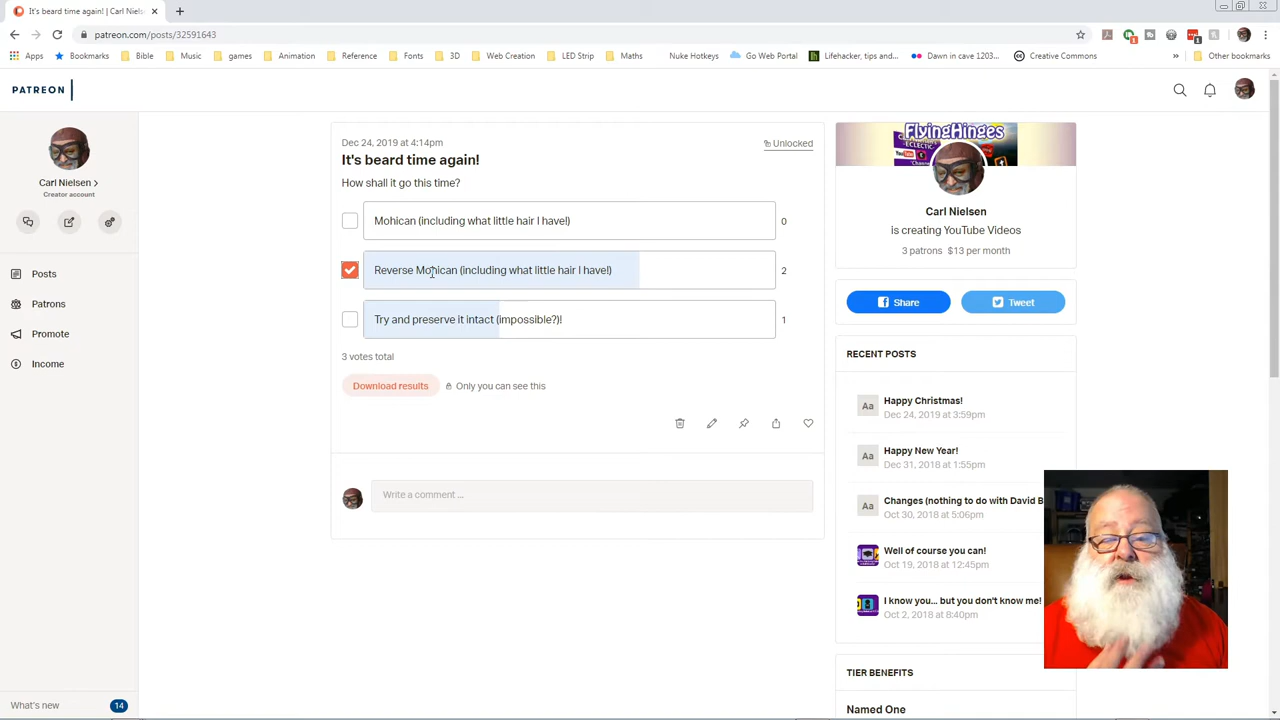 It's beard time again! | Carl Niels
patreon.com/posts/32591643
Apps
Bookmarks
Bible
Music
games
Animation
Reference
Fonts
3D
Web Creation
LED Strip
Maths
Nuke Hotkeys
Go Web Portal
Lifehacker, tips and...
Dawn in cave 1203...
Creative Commons
»
Other bookmarks
PATREON
Carl Nielsen
Creator account
Posts
Patrons
Promote
Income
What's new
14
Dec 24, 2019 at 4:14pm
Unlocked
It's beard time again!
How shall it go this time?
Mohican (including what little hair I have!)
0
Reverse Mohican (including what little hair I have!)
2
Try and preserve it intact (impossible?)!
1
3 votes total
Download results
Only you can see this
Write a comment ...
FlyingHinges
ECLECTIC
Carl Nielsen
is creating YouTube Videos
3 patrons $13 per month
Share
Tweet
RECENT POSTS
Aa
Happy Christmas!
Dec 24, 2019 at 3:59pm
Aa
Happy New Year!
Dec 31, 2018 at 1:55pm
Aa
Changes (nothing to do with David B
Oct 30, 2018 at 5:06pm
Well of course you can!
Oct 19, 2018 at 12:45pm
I know you... but you don't know me!
Oct 2, 2018 at 8:40pm
TIER BENEFITS
Named One